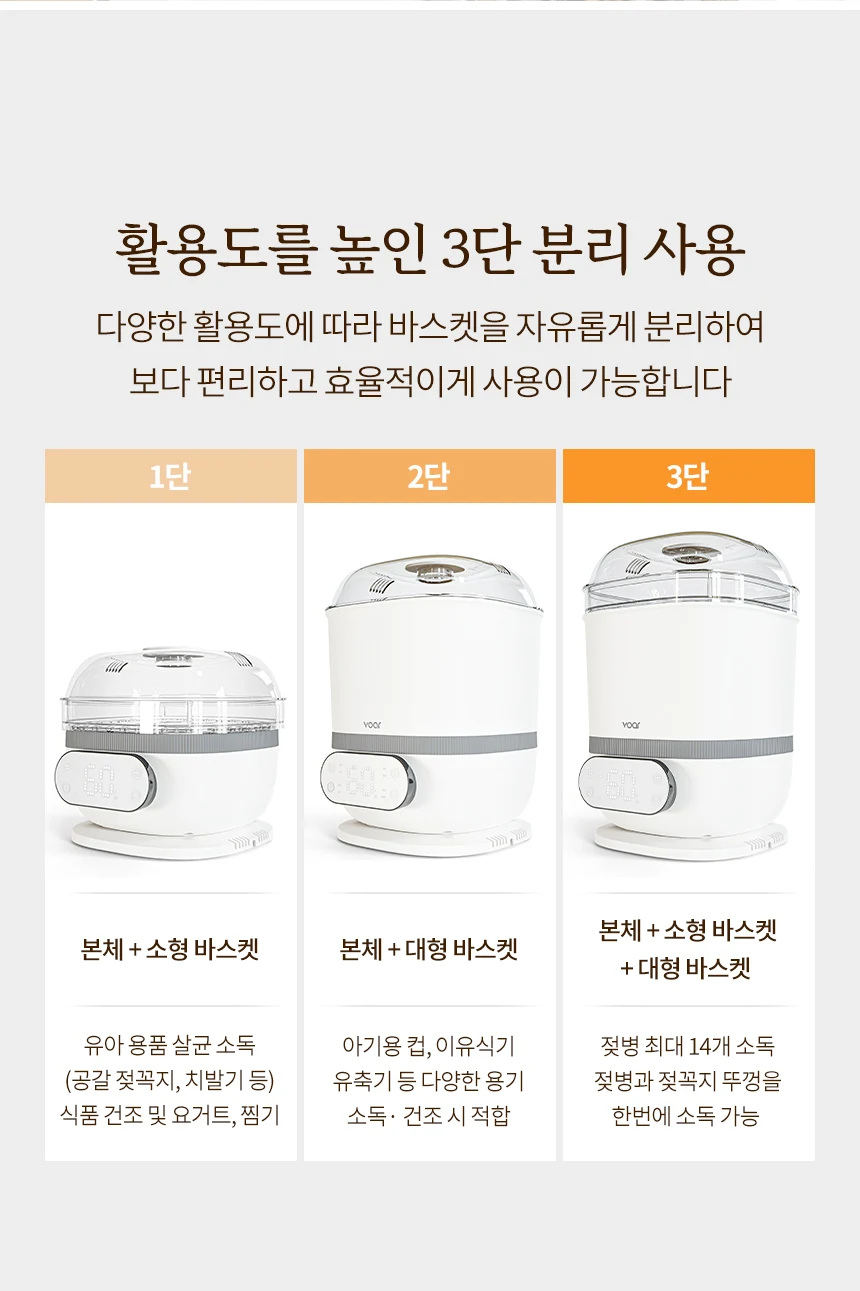 활용도를 높인 3단 분리 사용
다양한 활용도에 따라 바스켓을 자유롭게 분리하여
보다 편리하고 효율적이게 사용이 가능합니다
1단
2단
3단
voar
voar
60
60
60
본체 + 소형 바스켓
본체 + 대형 바스켓
본체 + 소형 바스켓
+ 대형 바스켓
유아 용품 살균 소독
(공갈 젖꼭지, 치발기 등)
식품 건조 및 요거트, 찜기
아기용 컵, 이유식기
유축기 등 다양한 용기
소독· 건조 시 적합
젖병 최대 14개 소독
젖병과 젖꼭지 뚜껑을
한번에 소독 가능